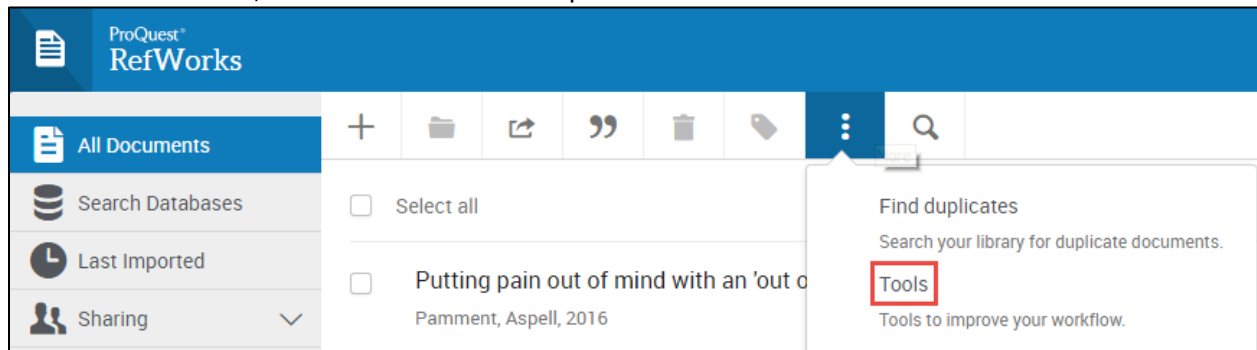 ProQuest®
RefWorks
All Documents
Search Databases
Last Imported
Sharing
Select all
Putting pain out of mind with an 'out o
Pamment, Aspell, 2016
More
Find duplicates
Search your library for duplicate documents.
Tools
Tools to improve your workflow.